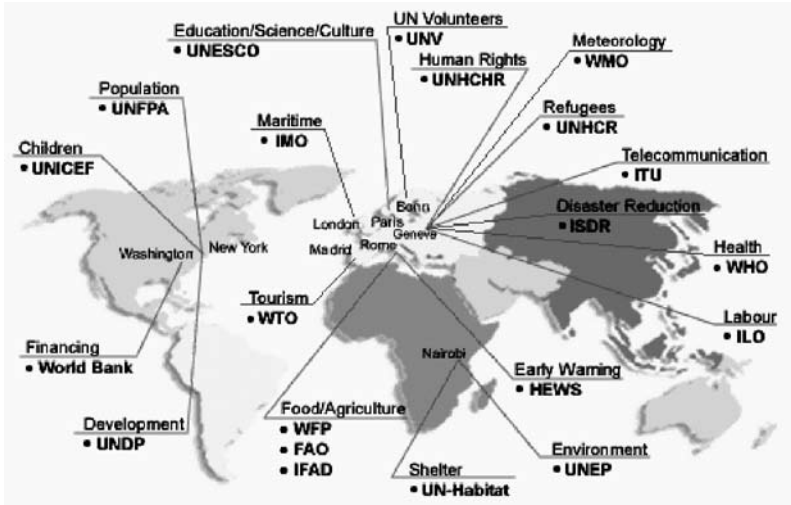 Education/Science/Culture
• UNESCO
UN Volunteers
• UNV
Human Rights
• UNHCHR
Meteorology
• WMO
Population
• UNFPA
Maritime
• IMO
Refugees
• UNHCR
Children
• UNICEF
Telecommunication
• ITU
Disaster Reduction
• ISDR
Bonn
London
Paris
Geneva
Washington
New York
Madrid
Rome
Health
• WHO
Tourism
• WTO
Labour
• ILO
Financing
• World Bank
Nairobi
Early Warning
• HEWS
Development
• UNDP
Food/Agriculture
• WFP
• FAO
• IFAD
Environment
• UNEP
Shelter
• UN-Habitat